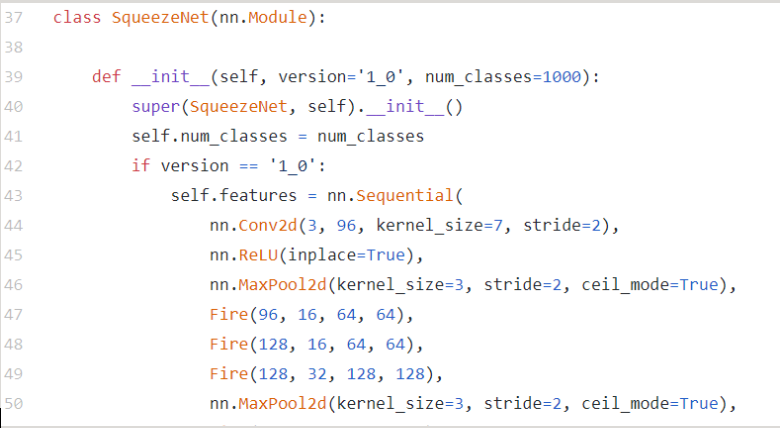 37 class SqueezeNet(nn.Module):
38
39 def __init__(self, version='1_0', num_classes=1000):
40 super(SqueezeNet, self).__init__()
41 self.num_classes = num_classes
42 if version == '1_0':
43 self.features = nn.Sequential(
44 nn.Conv2d(3, 96, kernel_size=7, stride=2),
45 nn.ReLU(inplace=True),
46 nn.MaxPool2d(kernel_size=3, stride=2, ceil_mode=True),
47 Fire(96, 16, 64, 64),
48 Fire(128, 16, 64, 64),
49 Fire(128, 32, 128, 128),
50 nn.MaxPool2d(kernel_size=3, stride=2, ceil_mode=True),